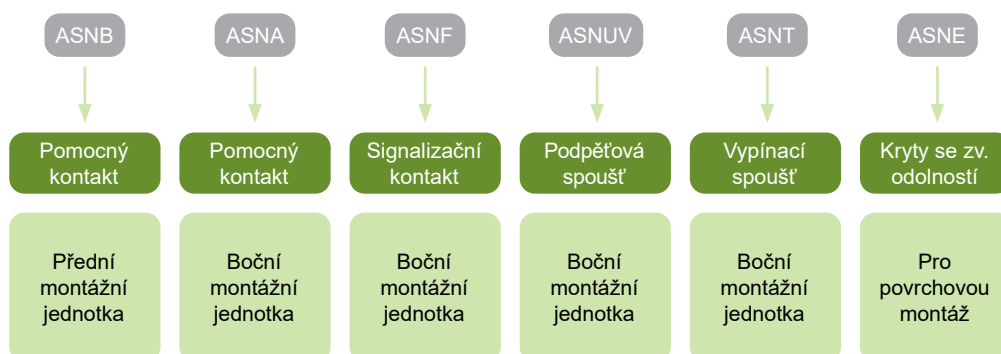 ASNB
ASNA
ASNF
ASNUV
ASNT
ASNE
Pomocný
kontakt
Pomocný
kontakt
Signalizační
kontakt
Podpěťová
spoušť
Vypínací
spoušť
Kryty se zv.
odolností
Přední
montážní
jednotka
Boční
montážní
jednotka
Boční
montážní
jednotka
Boční
montážní
jednotka
Boční
montážní
jednotka
Pro
povrchovou
montáž